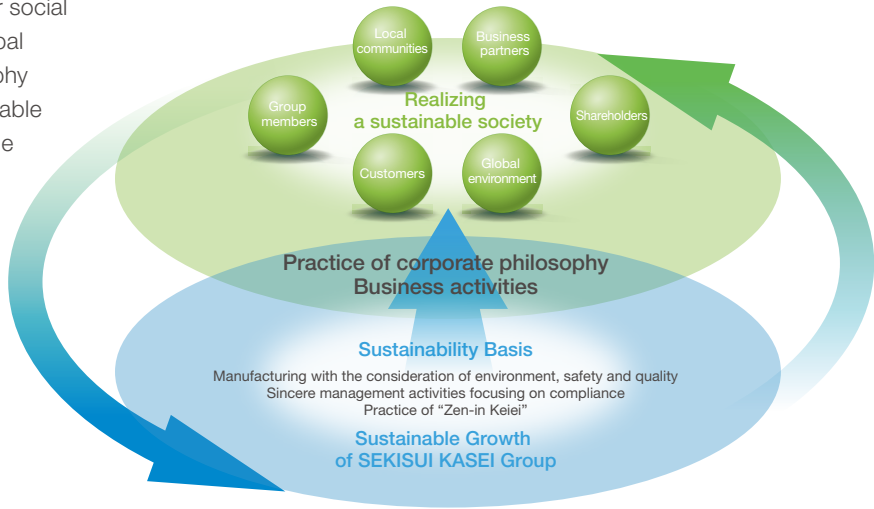 r social
bal
phy
able
e
Local
communities
Business
partners
Group
members
Realizing
a sustainable society
Shareholders
Customers
Global
environment
Practice of corporate philosophy
Business activities
Sustainability Basis
Manufacturing with the consideration of environment, safety and quality
Sincere management activities focusing on compliance
Practice of “Zen-in Keiei”
Sustainable Growth
of SEKISUI KASEI Group